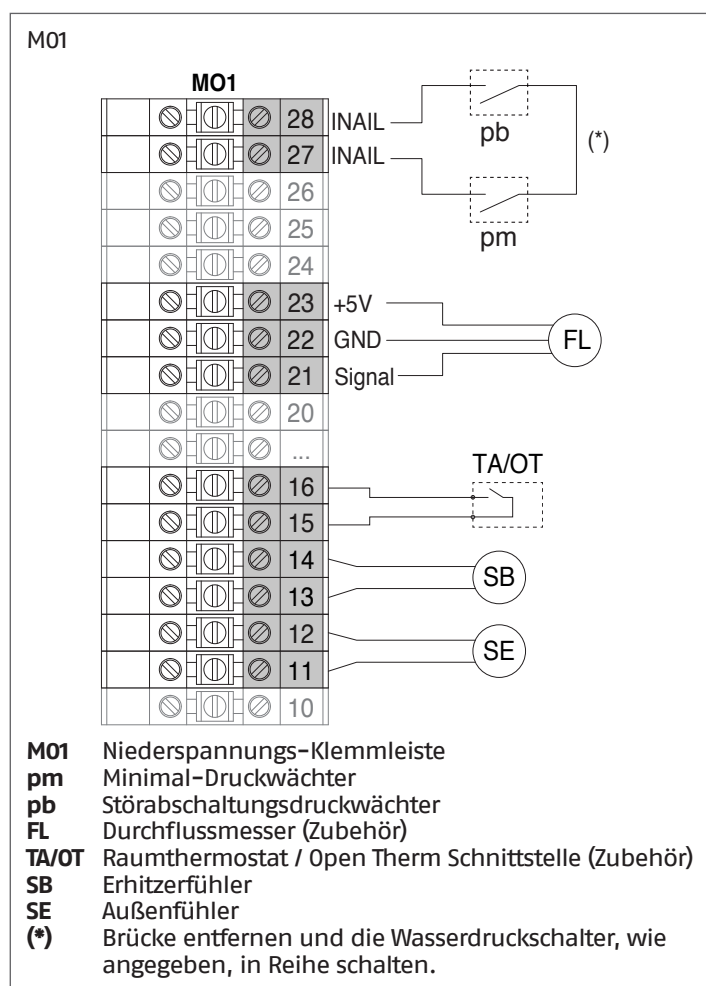 M01
MO1
28 INAIL
27 INAIL
pb
(*)
pm
26
25
24
23 +5V
22 GND
21 Signal
FL
20
...
16
15
TA/OT
14
13
SB
12
11
SE
10
M01 Niederspannungs-Klemmleiste
pm Minimal-Druckwächter
pb Störabschaltungsdruckwächter
FL Durchflussmesser (Zubehör)
TA/OT Raumthermostat / Open Therm Schnittstelle (Zubehör)
SB Erhitzerfühler
SE Außenfühler
(*) Brücke entfernen und die Wasserdruckschalter, wie
angegeben, in Reihe schalten.